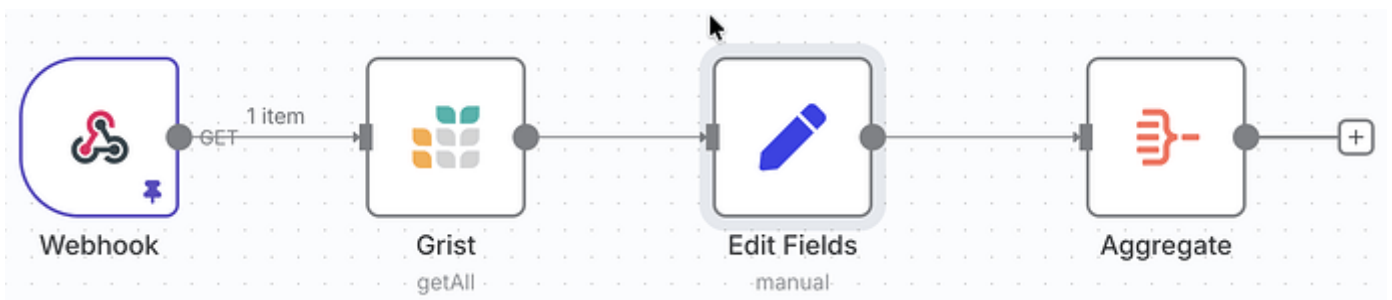 GET
1 item
Webhook
Grist
getAll
Edit Fields
manual
Aggregate